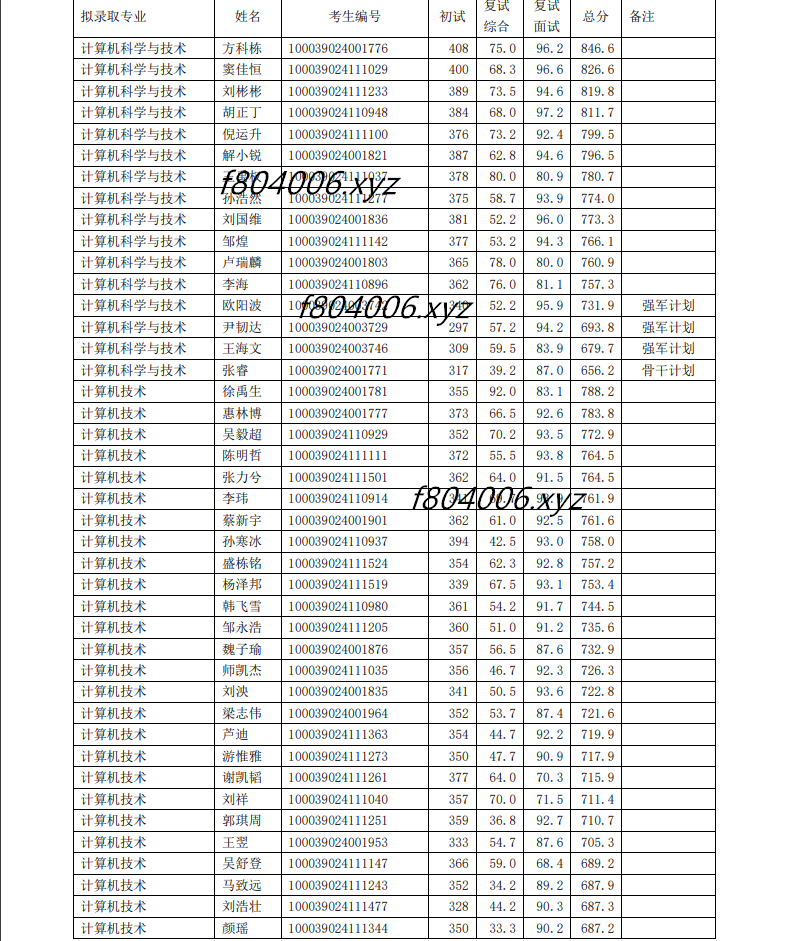 拟录取专业 姓名 考生编号 初试 复试综合 复试面试 总分 备注
计算机科学与技术 方科栋 100039024001776 408 75.0 96.2 846.6
计算机科学与技术 窦佳恒 100039024111029 400 68.3 96.6 826.6
计算机科学与技术 刘彬彬 100039024111233 389 73.5 94.6 819.8
计算机科学与技术 胡正丁 100039024110948 384 68.0 97.2 811.7
计算机科学与技术 倪运升 100039024111100 376 73.2 92.4 799.5
计算机科学与技术 解小锐 100039024001821 387 62.8 94.6 796.5
计算机科学与技术 100039024111037 378 80.0 80.9 780.7
f804006.xyz
计算机科学与技术 孙浩然 100039024111277 375 58.7 93.9 774.0
计算机科学与技术 刘国维 100039024001836 381 52.2 96.0 773.3
计算机科学与技术 邹煌 100039024111142 377 53.2 94.3 766.1
计算机科学与技术 卢瑞麟 100039024001803 365 78.0 80.0 760.9
计算机科学与技术 李海 100039024110896 362 76.0 81.1 757.3
计算机科学与技术 欧阳波 340 52.2 95.9 731.9 强军计划
f804006.xyz
计算机科学与技术 尹韧达 100039024003729 297 57.2 94.2 693.8 强军计划
计算机科学与技术 王海文 100039024003746 309 59.5 83.9 679.7 强军计划
计算机科学与技术 张睿 100039024001771 317 39.2 87.0 656.2 骨干计划
计算机技术 徐禹生 100039024001781 355 92.0 83.1 788.2
计算机技术 惠林博 100039024001777 373 66.5 92.6 783.8
计算机技术 吴毅超 100039024110929 352 70.2 93.5 772.9
计算机技术 陈明哲 100039024111111 372 55.5 93.8 764.5
计算机技术 张力兮 100039024111501 362 64.0 91.5 764.5
计算机技术 李玮 100039024110914 341 761.9
f804006.xyz
计算机技术 蔡新宇 100039024001901 362 61.0 92.5 761.6
计算机技术 孙寒冰 100039024110937 394 42.5 93.0 758.0
计算机技术 盛栋铭 100039024111524 354 62.3 92.8 757.2
计算机技术 杨泽邦 100039024111519 339 67.5 93.1 753.4
计算机技术 韩飞雪 100039024110980 361 54.2 91.7 744.5
计算机技术 邹永浩 100039024111205 360 51.0 91.2 735.6
计算机技术 魏子瑜 100039024001876 357 56.5 87.6 732.9
计算机技术 师凯杰 100039024111035 356 46.7 92.3 726.3
计算机技术 刘泱 100039024001835 341 50.5 93.6 722.8
计算机技术 梁志伟 100039024001964 352 53.7 87.4 721.6
计算机技术 芦迪 100039024111363 354 44.7 92.2 719.9
计算机技术 游惟雅 100039024111273 350 47.7 90.9 717.9
计算机技术 谢凯韬 100039024111261 377 64.0 70.3 715.9
计算机技术 刘祥 100039024111040 357 70.0 71.5 711.4
计算机技术 郭琪周 100039024111251 359 36.8 92.7 710.7
计算机技术 王翌 100039024001953 333 54.7 87.6 705.3
计算机技术 吴舒登 100039024111147 366 59.0 68.4 689.2
计算机技术 马致远 100039024111243 352 34.2 89.2 687.9
计算机技术 刘浩壮 100039024111477 328 44.2 90.3 687.3
计算机技术 颜瑶 100039024111344 350 33.3 90.2 687.2